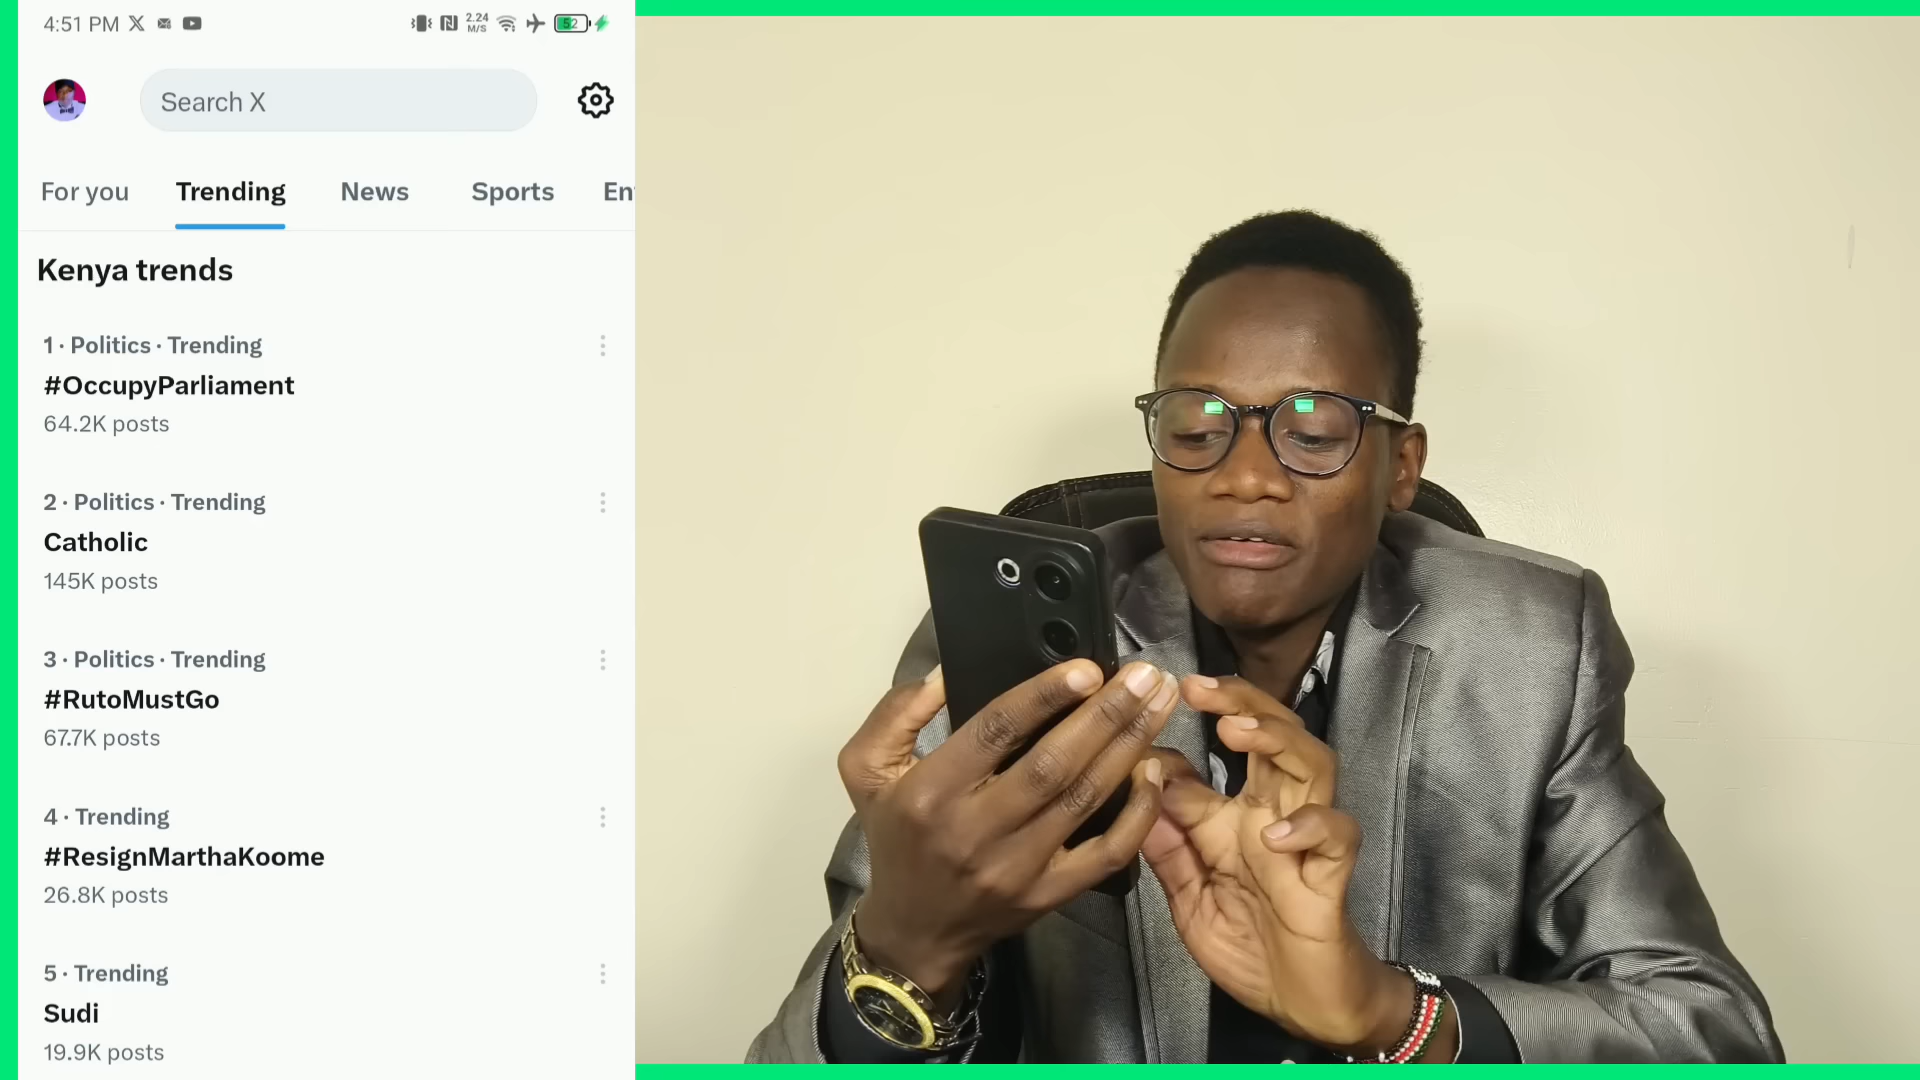 4:51 PM
2.24
M/S
52
Search X
For you
Trending
News
Sports
En
Kenya trends
1 · Politics · Trending
#OccupyParliament
64.2K posts
2 · Politics · Trending
Catholic
145K posts
3 · Politics · Trending
#RutoMustGo
67.7K posts
4 · Trending
#ResignMarthaKoome
26.8K posts
5 · Trending
Sudi
19.9K posts